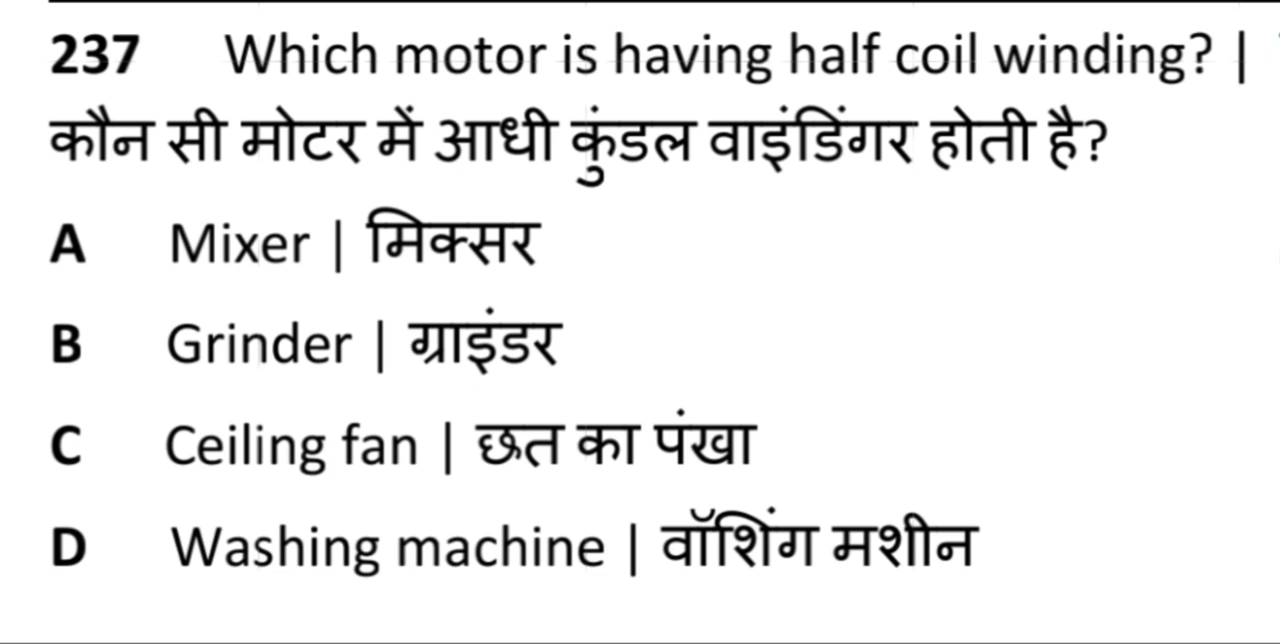 237 Which motor is having half coil winding? |
कौन सी मोटर में आधी कुंडल वाइंडिंगर होती है?
A Mixer | मिक्सर
B Grinder | ग्राइंडर
C Ceiling fan | छत का पंखा
D Washing machine | वॉशिंग मशीन